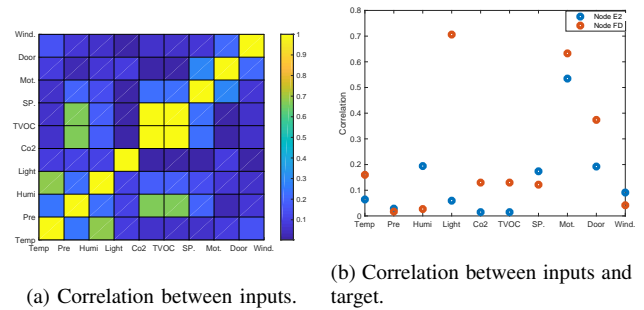 Wind.
Door
Mot.
SP.
TVOC
Co2
Light
Humi
Pre
Temp
Temp Pre Humi Light Co2 TVOC SP. Mot. Door Wind.
1
0.9
0.8
0.7
0.6
0.5
0.4
0.3
0.2
0.1
Correlation
0.8
0.7
0.6
0.5
0.4
0.3
0.2
0.1
0
Temp Pre Humi Light Co2 TVOC SP. Mot. Door Wind.
Node E2
Node FD
(a) Correlation between inputs.
(b) Correlation between inputs and
target.